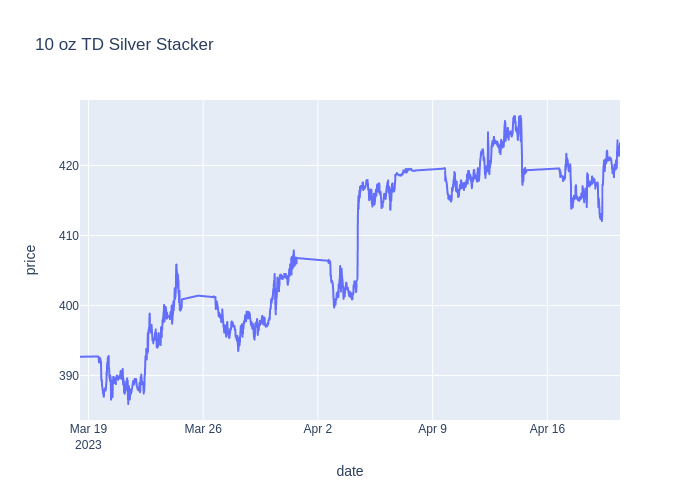 10 oz TD Silver Stacker
price
420
410
400
390
Mar 19
2023
Mar 26
Apr 2
Apr 9
Apr 16
date